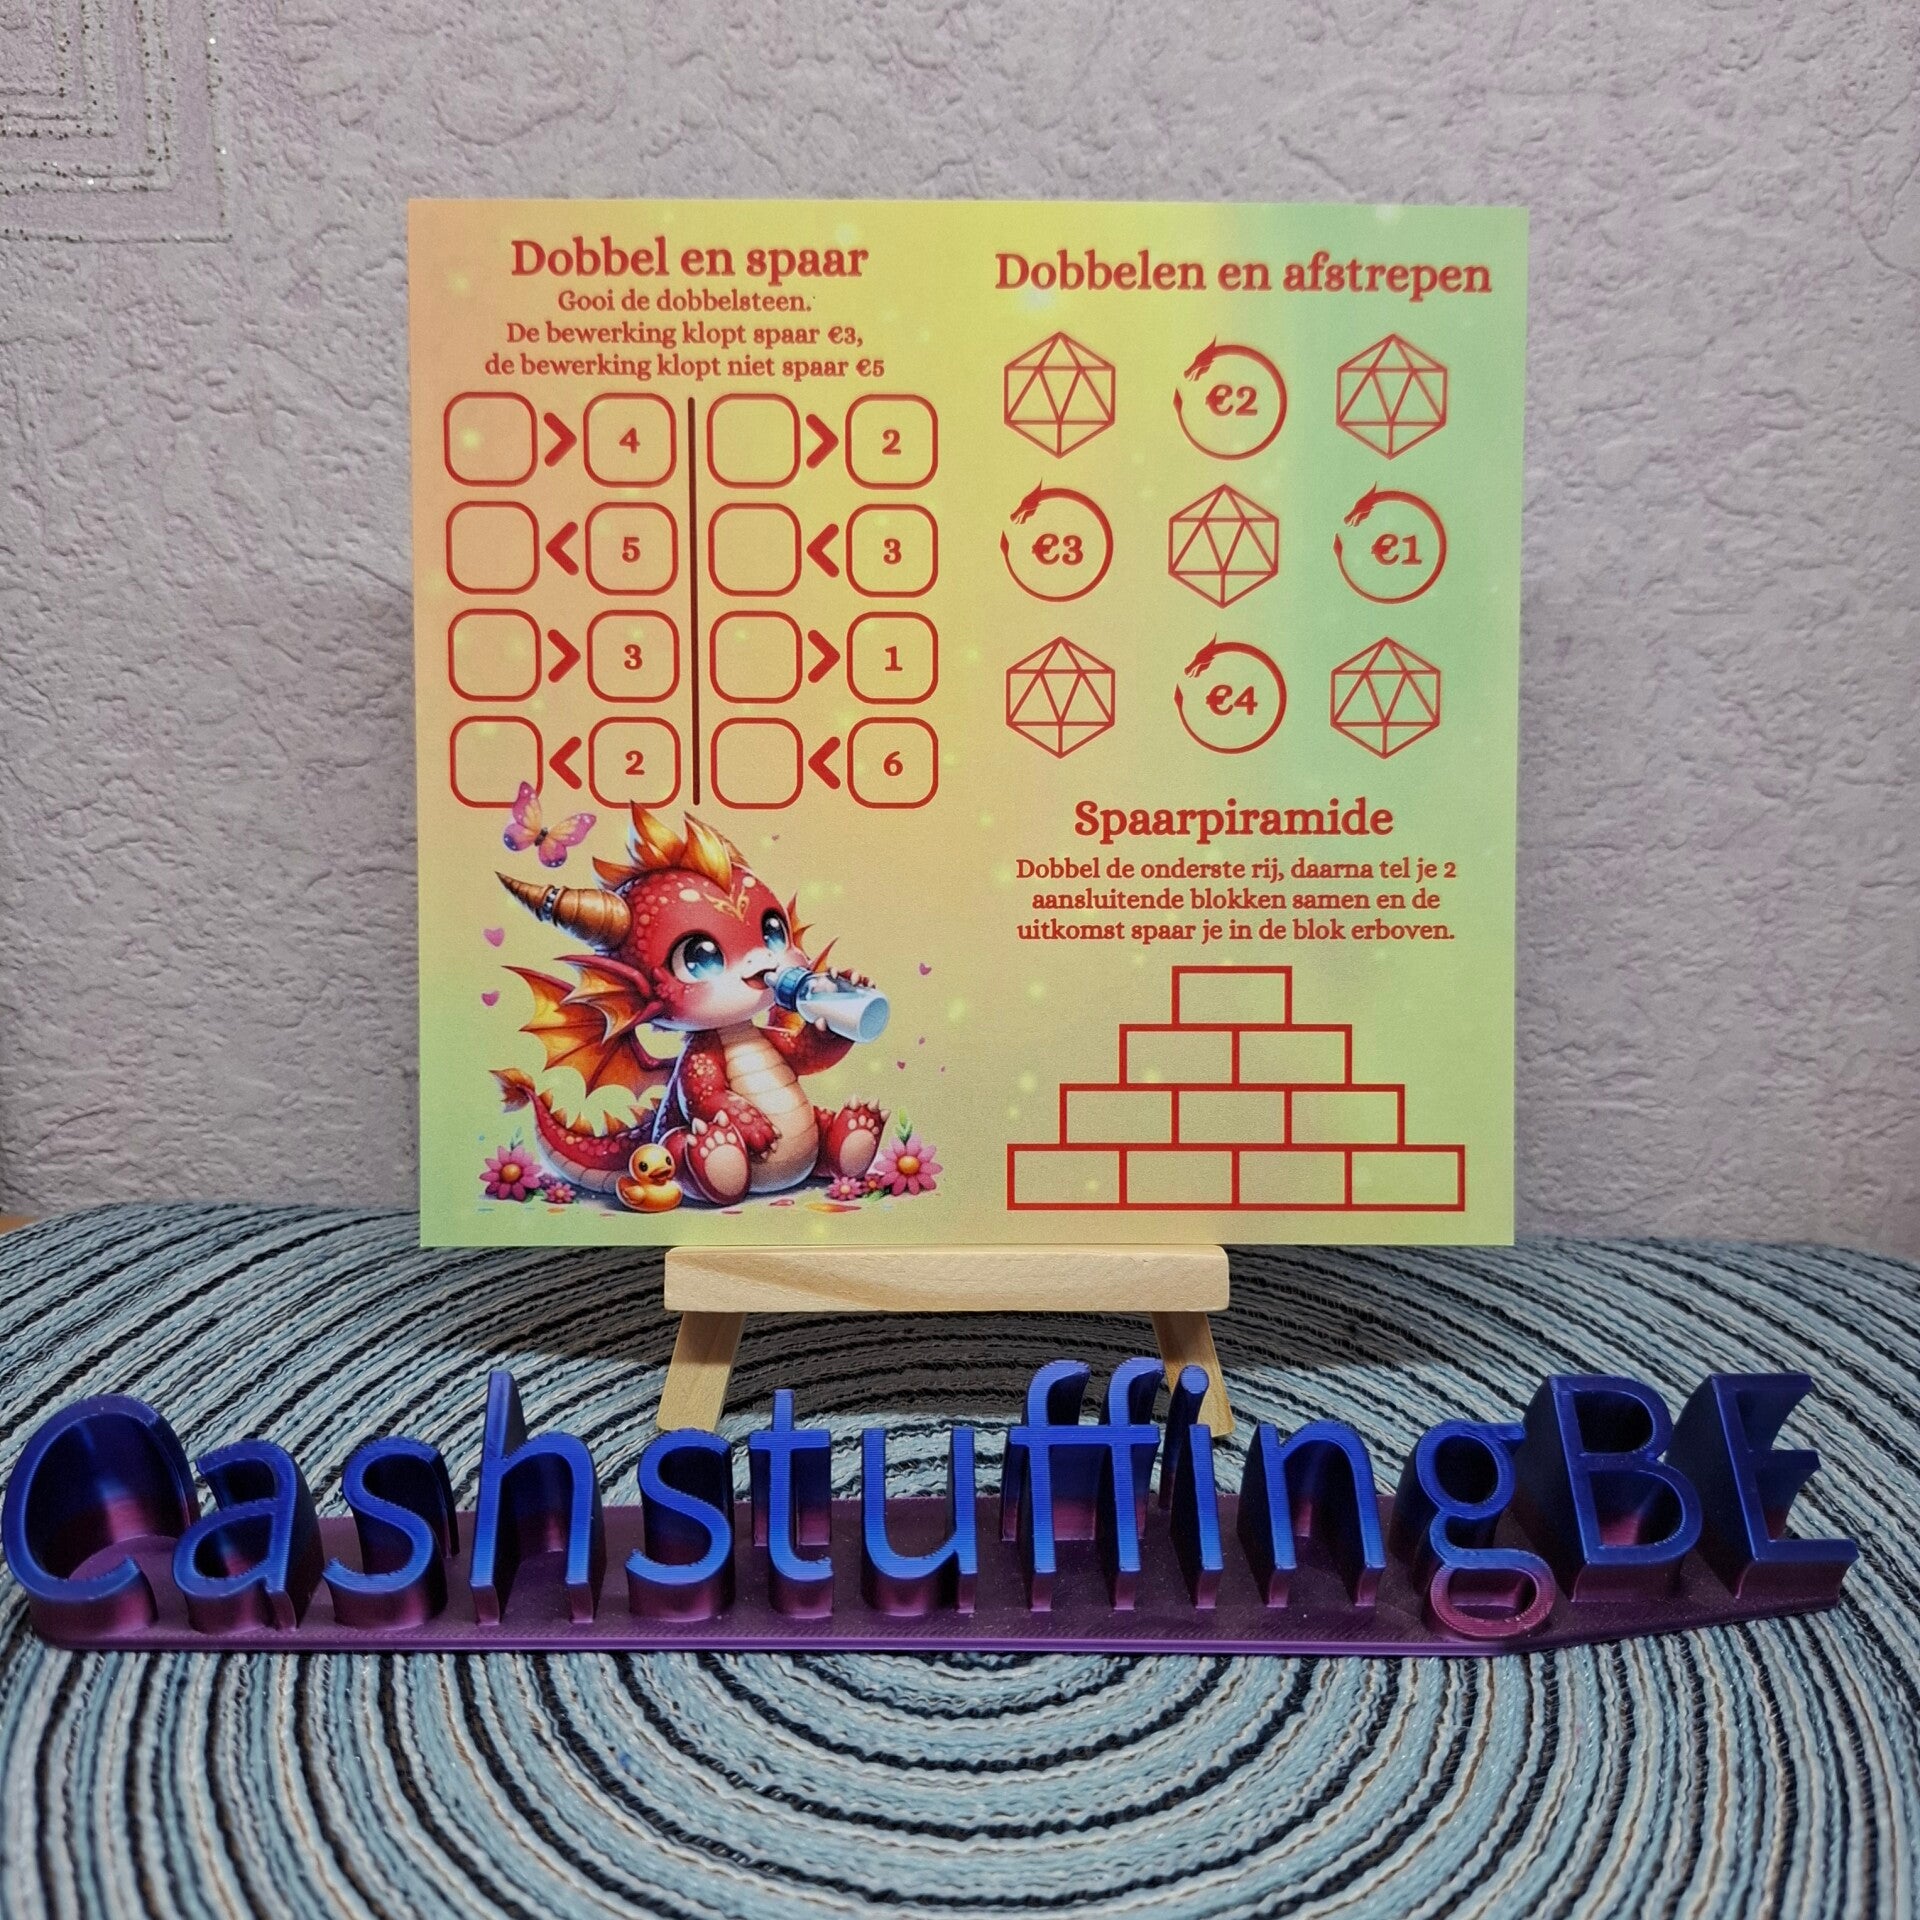 Dobbel en spaar
Gooi de dobbelsteen.
De bewerking klopt spaar €3,
de bewerking klopt niet spaar €5
> 4
> 2
< 5
< 3
> 3
> 1
< 2
< 6
Dobbelen en afstrepen
€2
€3
€1
€4
Spaarpiramide
Dobbel de onderste rij, daarna tel je 2
aansluitende blokken samen en de
uitkomst spaar je in de blok erboven.
CashstuffingBE